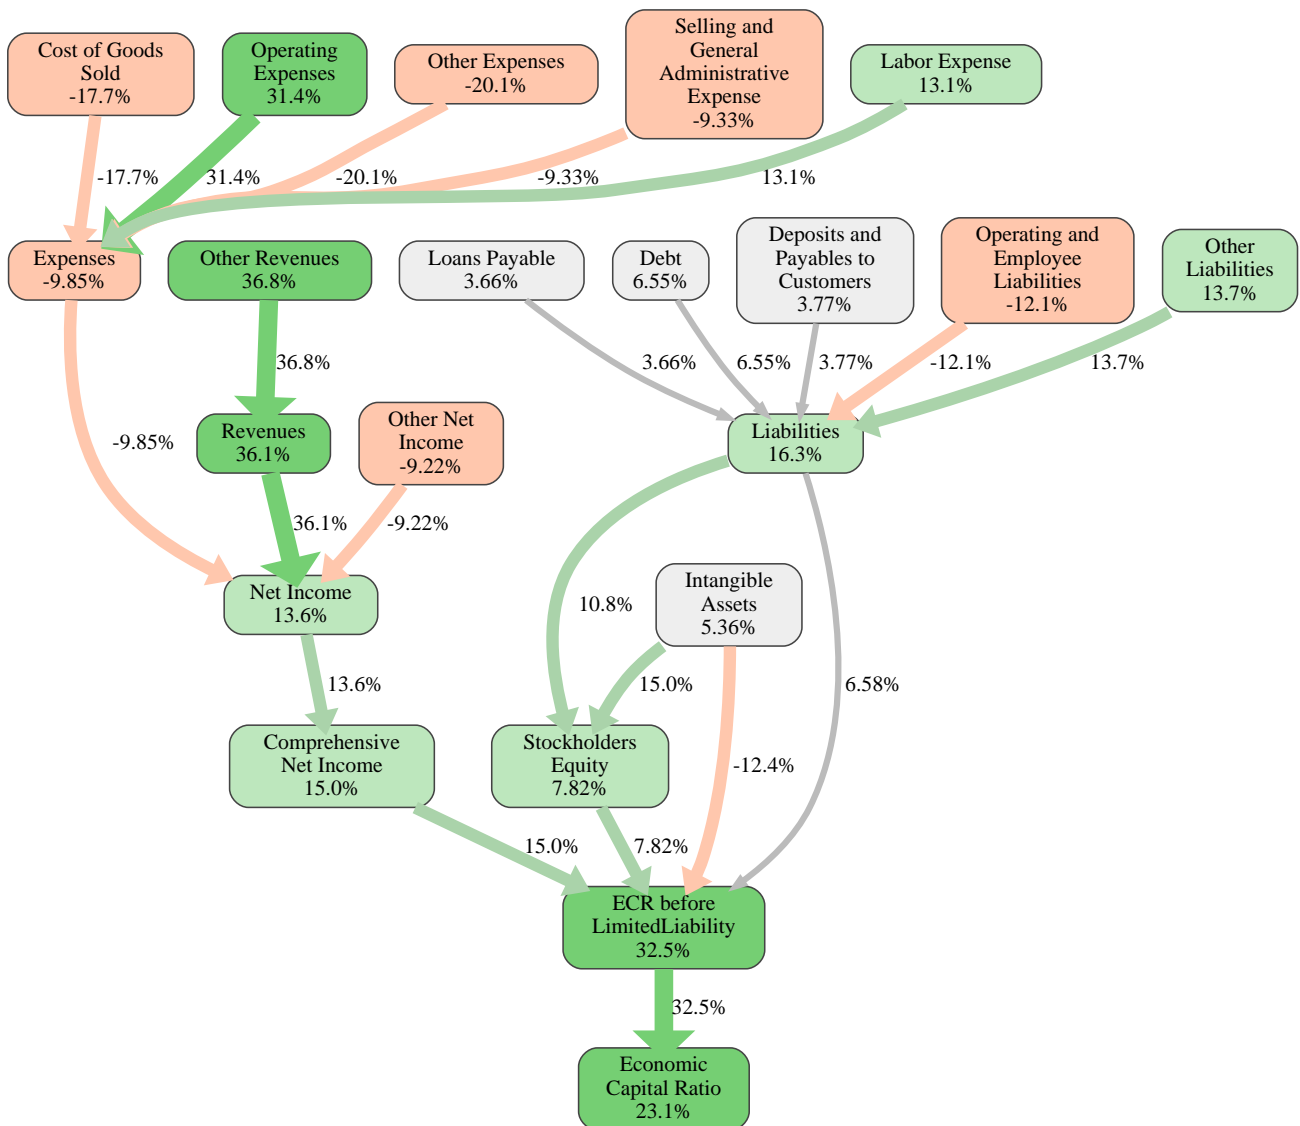 Cost of Goods
Sold
-17.7%
Operating
Expenses
31.4%
Other Expenses
-20.1%
Selling and
General
Administrative
Expense
-9.33%
Labor Expense
13.1%
-17.7%
31.4%
-20.1%
-9.33%
13.1%
Expenses
-9.85%
Other Revenues
36.8%
Loans Payable
3.66%
Debt
6.55%
Deposits and
Payables to
Customers
3.77%
Operating and
Employee
Liabilities
-12.1%
Other
Liabilities
13.7%
36.8%
3.66%
6.55%
3.77%
-12.1%
13.7%
-9.85%
Revenues
36.1%
Other Net
Income
-9.22%
Liabilities
16.3%
36.1%
-9.22%
Net Income
13.6%
10.8%
Intangible
Assets
5.36%
13.6%
15.0%
6.58%
Comprehensive
Net Income
15.0%
Stockholders
Equity
7.82%
-12.4%
15.0%
7.82%
ECR before
LimitedLiability
32.5%
32.5%
Economic
Capital Ratio
23.1%